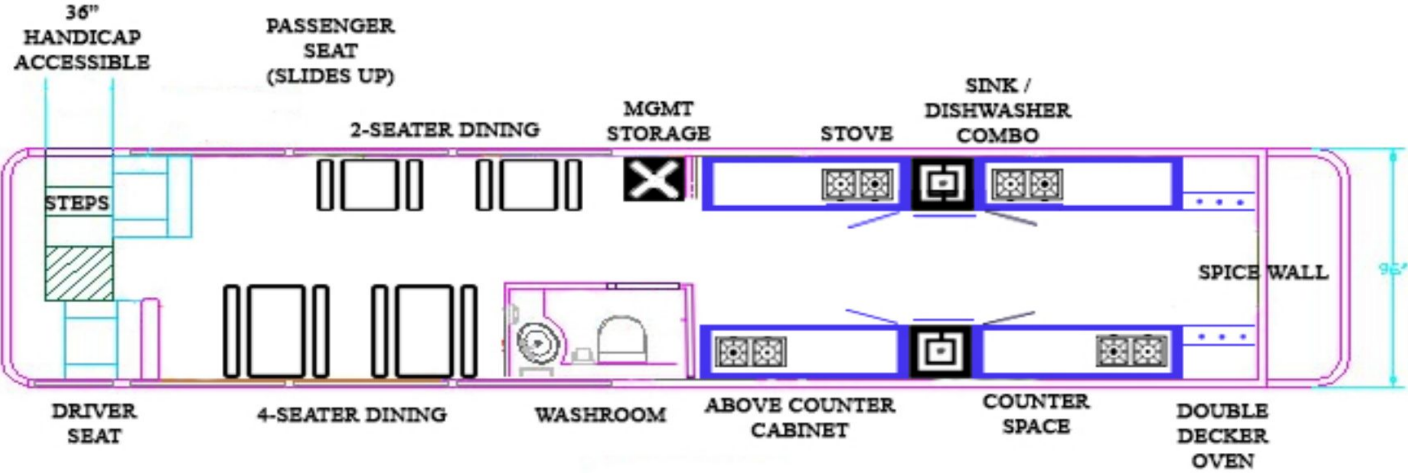 36"
HANDICAP
ACCESSIBLE
PASSENGER
SEAT
(SLIDES UP)
2-SEATER DINING
MGMT
STORAGE
STOVE
SINK /
DISHWASHER
COMBO
STEPS
SPICE WALL
96"
DRIVER
SEAT
4-SEATER DINING
WASHROOM
ABOVE COUNTER
CABINET
COUNTER
SPACE
DOUBLE
DECKER
OVEN